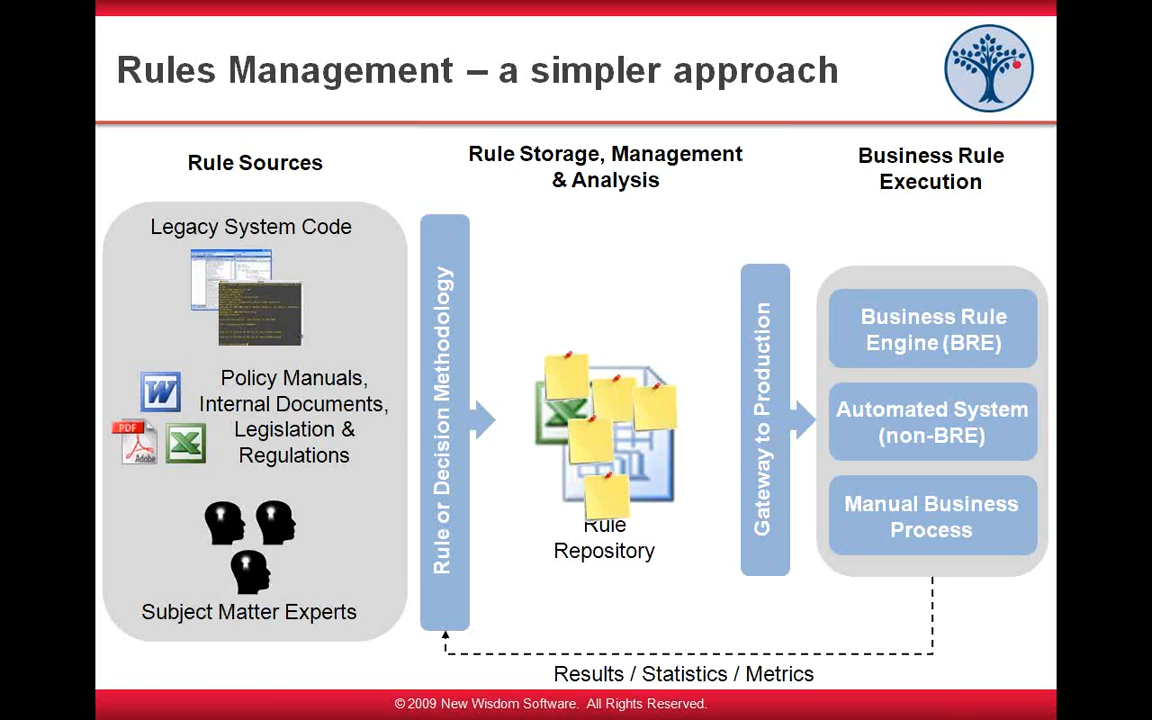 Rules Management – a simpler approach
Rule Sources
Legacy System Code
Policy Manuals,
Internal Documents,
Legislation &
Regulations
PDF
Adobe
Subject Matter Experts
Rule or Decision Methodology
Rule Storage, Management
& Analysis
Rule
Repository
Gateway to Production
Business Rule
Execution
Business Rule
Engine (BRE)
Automated System
(non-BRE)
Manual Business
Process
Results / Statistics / Metrics
© 2009 New Wisdom Software. All Rights Reserved.